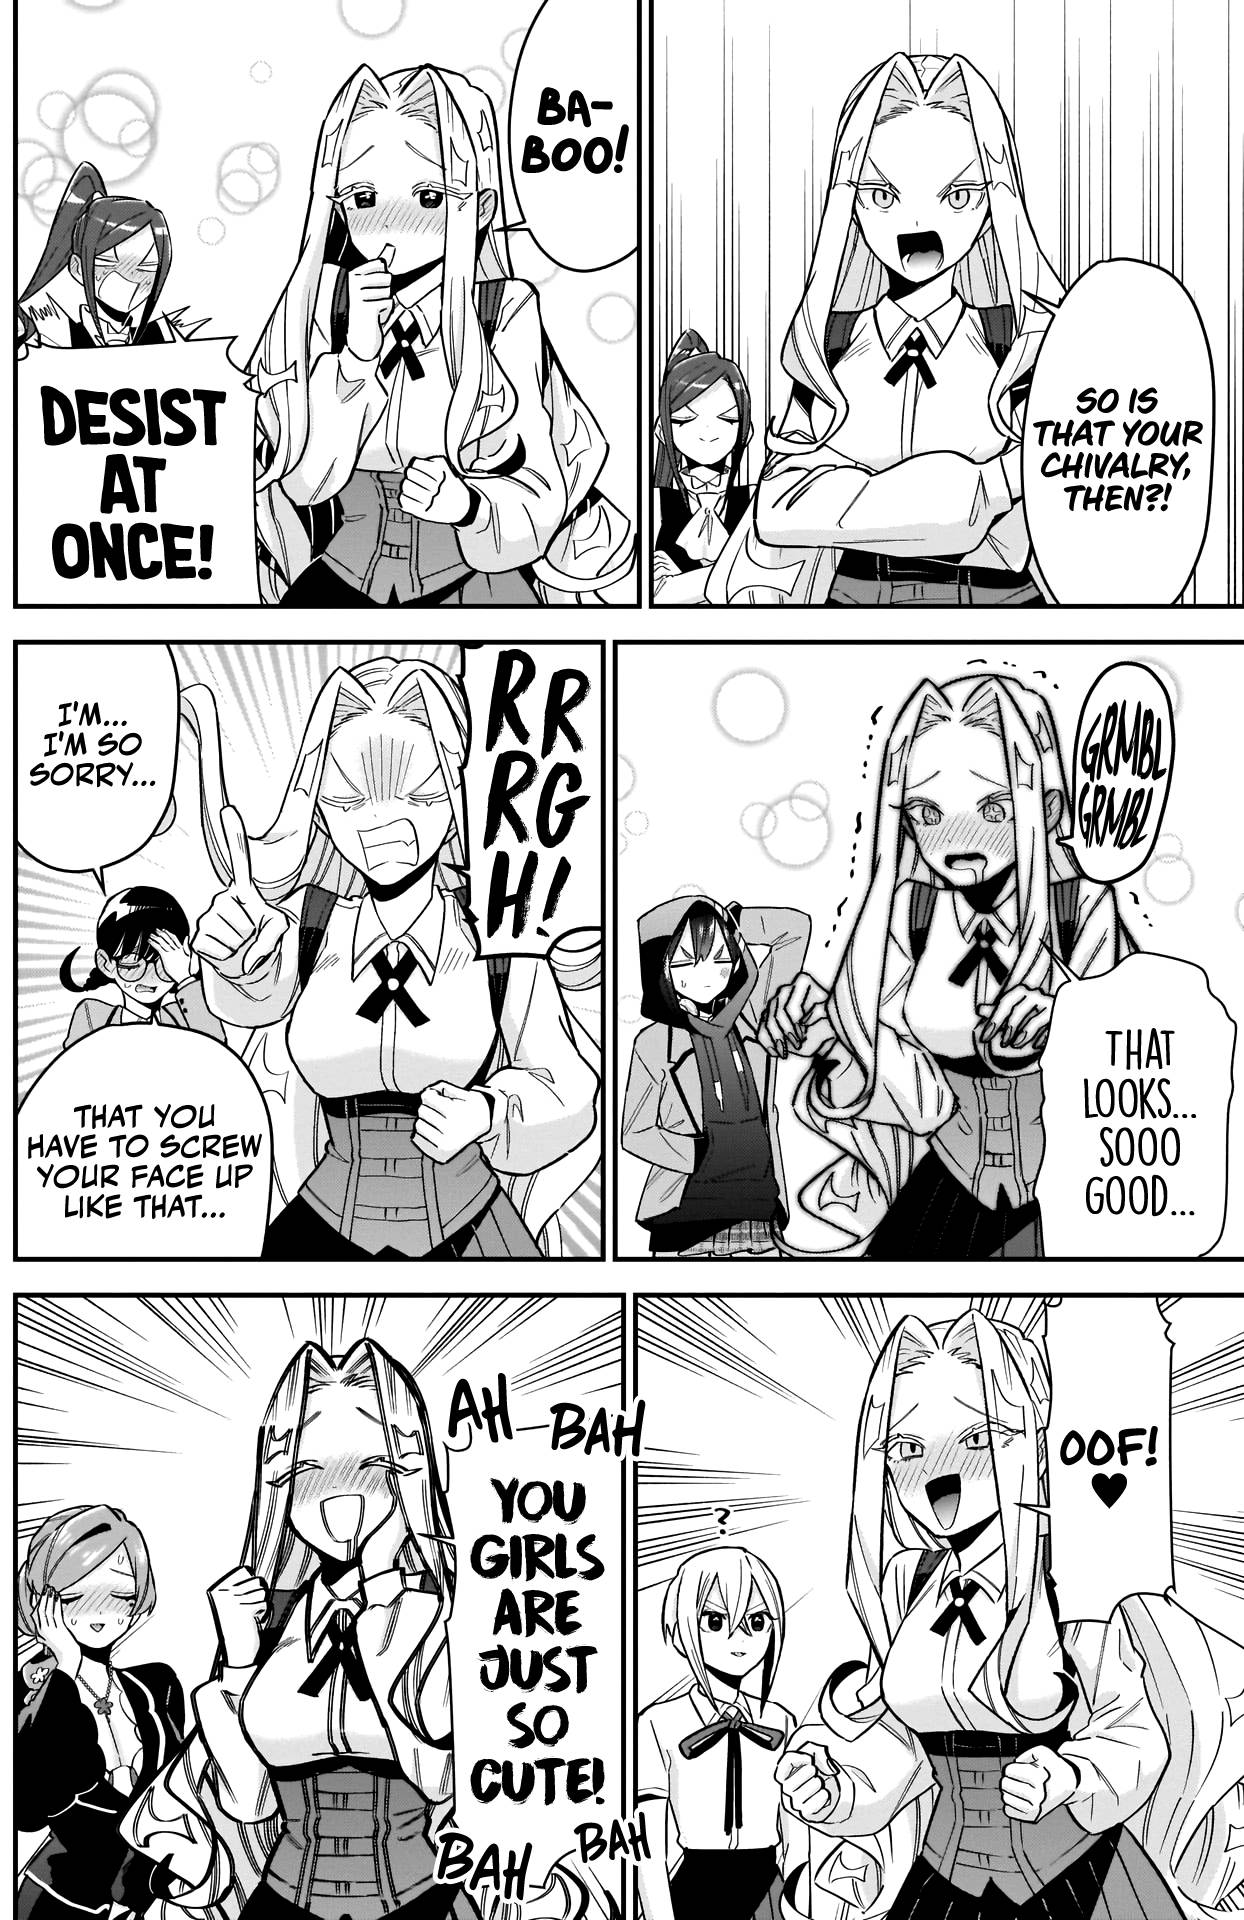 SO IS
THAT YOUR
CHIVALRY,
THEN?!
BA-
BOO!
DESIST
AT
ONCE!
GRMBL
GRMBL
THAT
LOOKS...
SOOO
GOOD...
RR
RG
H!
I'M...
I'M SO
SORRY...
THAT YOU
HAVE TO SCREW
YOUR FACE UP
LIKE THAT...
OOF!
♥
?
AH
BAH
YOU
GIRLS
ARE
JUST
SO
CUTE!
BAH
BAH